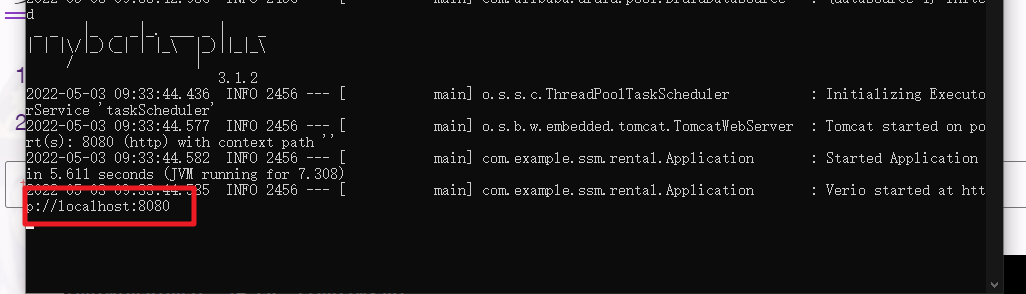 d
mybatis-plus
3.1.2
2022-05-03 09:33:44.436  INFO 2456 --- [           main] o.s.s.c.ThreadPoolTaskScheduler          : Initializing Executo
rService 'taskScheduler'
2022-05-03 09:33:44.577  INFO 2456 --- [           main] o.s.b.w.embedded.tomcat.TomcatWebServer  : Tomcat started on po
rt(s): 8080 (http) with context path ''
2022-05-03 09:33:44.582  INFO 2456 --- [           main] com.example.ssm.rental.Application       : Started Application
in 5.611 seconds (JVM running for 7.308)
2022-05-03 09:33:44.585  INFO 2456 --- [           main] com.example.ssm.rental.Application       : Verio started at htt
p://localhost:8080
1
2